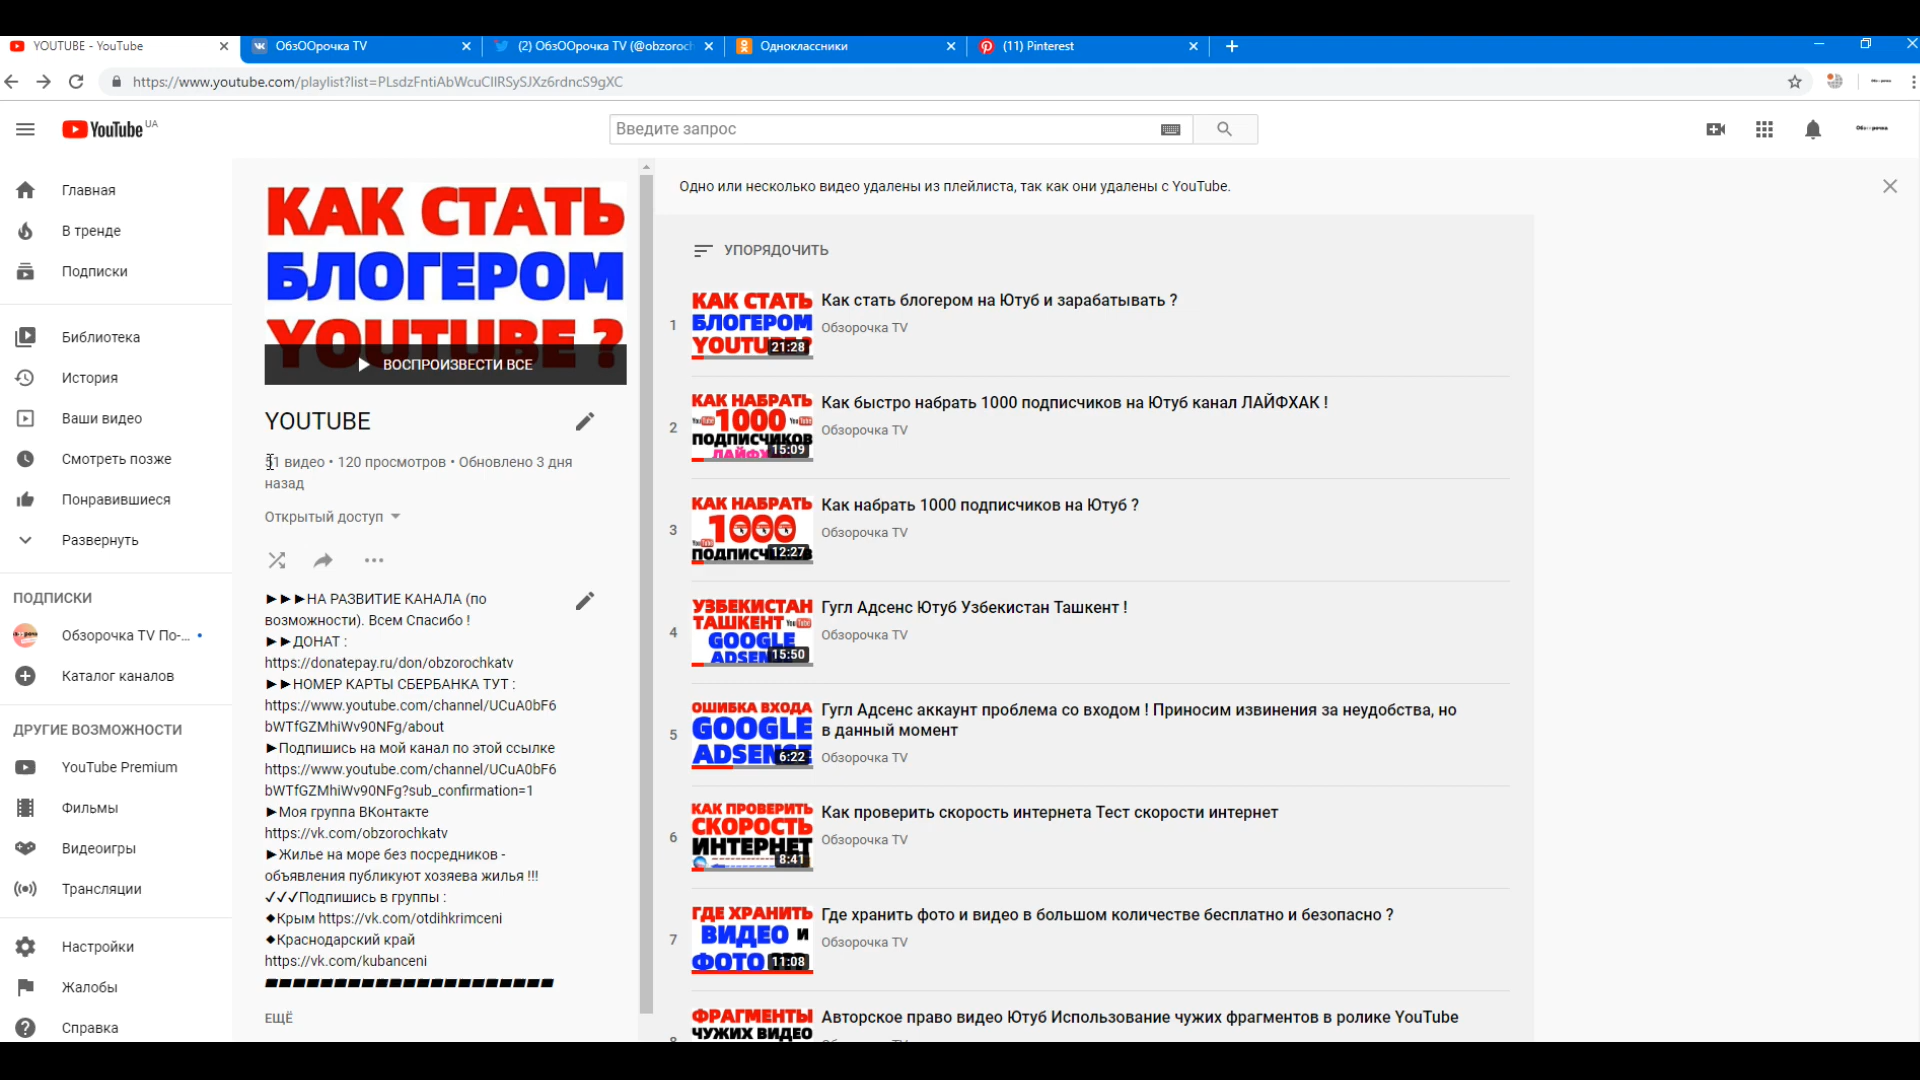 YOUTUBE - YouTube
ОбзООрочка TV
(2) ОбзООрочка TV (@obzoroch
Одноклассники
(11) Pinterest
https://www.youtube.com/playlist?list=PLsdzFntiAbWcuCIlRSySJXz6rdncS9gXC
YouTube UA
Введите запрос
Главная
В тренде
Подписки
Библиотека
История
Ваши видео
Смотреть позже
Понравившиеся
Развернуть
ПОДПИСКИ
Обзорочка TV По-...
Каталог каналов
ДРУГИЕ ВОЗМОЖНОСТИ
YouTube Premium
Фильмы
Видеоигры
Трансляции
Настройки
Жалобы
Справка
КАК СТАТЬ
БЛОГЕРОМ
YOUTUBE ?
ВОСПРОИЗВЕСТИ ВСЕ
YOUTUBE
51 видео • 120 просмотров • Обновлено 3 дня
назад
Открытый доступ
►►►НА РАЗВИТИЕ КАНАЛА (по
возможности). Всем Спасибо !
►►ДОНАТ :
https://donatepay.ru/don/obzorochkatv
►►НОМЕР КАРТЫ СБЕРБАНКА ТУТ :
https://www.youtube.com/channel/UCuA0bF6
bWTfGZMhiWv90NFg/about
►Подпишись на мой канал по этой ссылке
https://www.youtube.com/channel/UCuA0bF6
bWTfGZMhiWv90NFg?sub_confirmation=1
►Моя группа ВКонтакте
https://vk.com/obzorochkatv
►Жилье на море без посредников -
объявления публикуют хозяева жилья !!!
✓✓✓Подпишись в группы :
◆Крым https://vk.com/otdihkrimceni
◆Краснодарский край
https://vk.com/kubanceni
ЕЩЁ
Одно или несколько видео удалены из плейлиста, так как они удалены с YouTube.
УПОРЯДОЧИТЬ
1
КАК СТАТЬ
БЛОГЕРОМ
YOUTUBE
21:28
Как стать блогером на Ютуб и зарабатывать ?
Обзорочка TV
2
КАК НАБРАТЬ
YouTube 1000 YouTube
ПОДПИСЧИКОВ
ЛАЙФХ
15:09
Как быстро набрать 1000 подписчиков на Ютуб канал ЛАЙФХАК !
Обзорочка TV
3
КАК НАБРАТЬ
1000
YouTube
ПОДПИСЧИКОВ
12:27
Как набрать 1000 подписчиков на Ютуб ?
Обзорочка TV
4
УЗБЕКИСТАН
ТАШКЕНТ YouTube
GOOGLE
ADSENSE
15:50
Гугл Адсенс Ютуб Узбекистан Ташкент !
Обзорочка TV
5
ОШИБКА ВХОДА
GOOGLE
ADSENSE
6:22
Гугл Адсенс аккаунт проблема со входом ! Приносим извинения за неудобства, но
в данный момент
Обзорочка TV
6
КАК ПРОВЕРИТЬ
СКОРОСТЬ
ИНТЕРНЕТ
8:41
Как проверить скорость интернета Тест скорости интернет
Обзорочка TV
7
ГДЕ ХРАНИТЬ
ВИДЕО И
ФОТО
11:08
Где хранить фото и видео в большом количестве бесплатно и безопасно ?
Обзорочка TV
ФРАГМЕНТЫ
ЧУЖИХ ВИДЕО
Авторское право видео Ютуб Использование чужих фрагментов в ролике YouTube